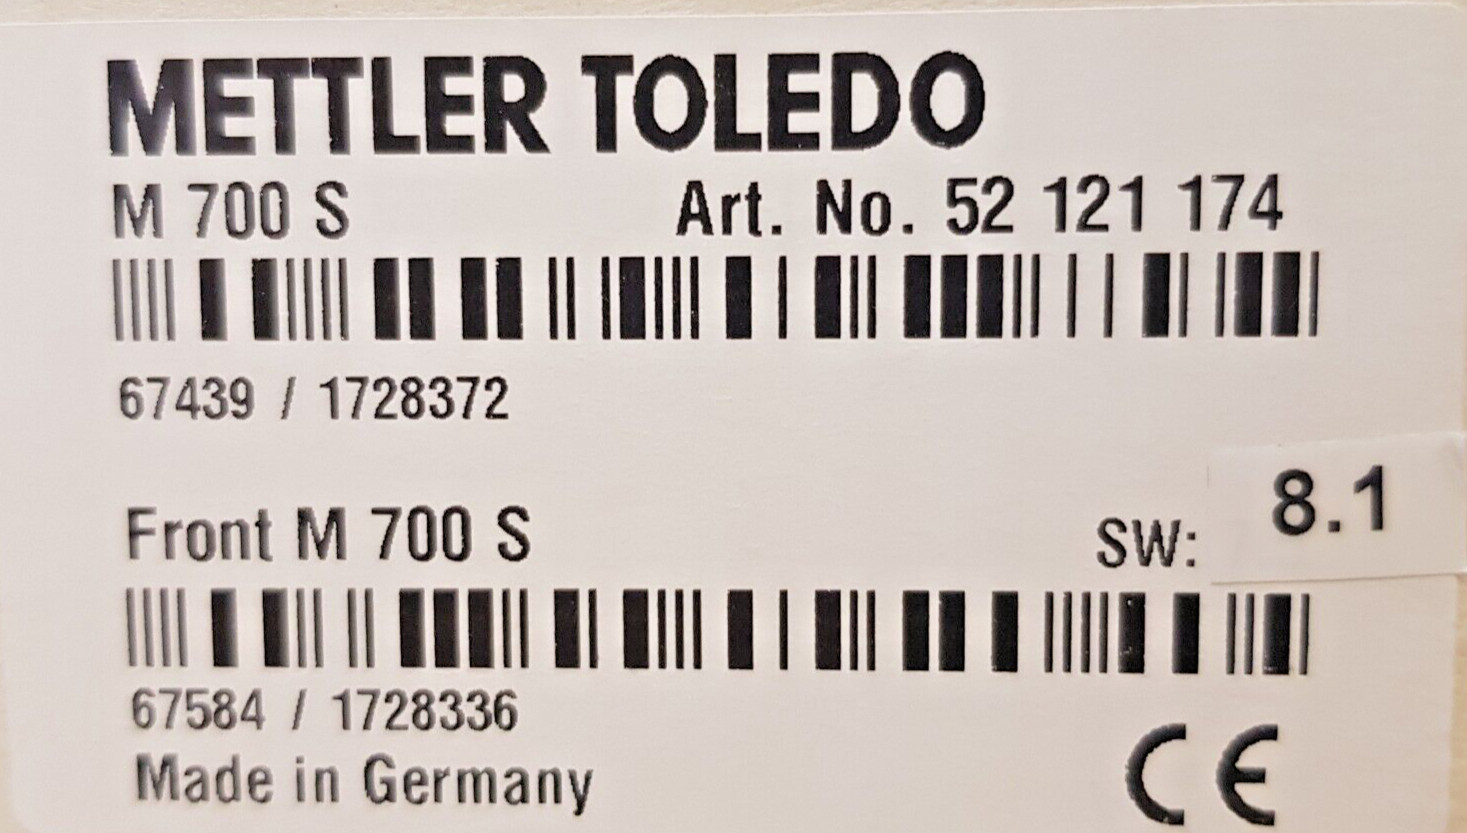 METTLER TOLEDO
M 700 S Art. No. 52 121 174
67439 / 1728372
Front M 700 S SW: 8.1
67584 / 1728336
Made in Germany CE